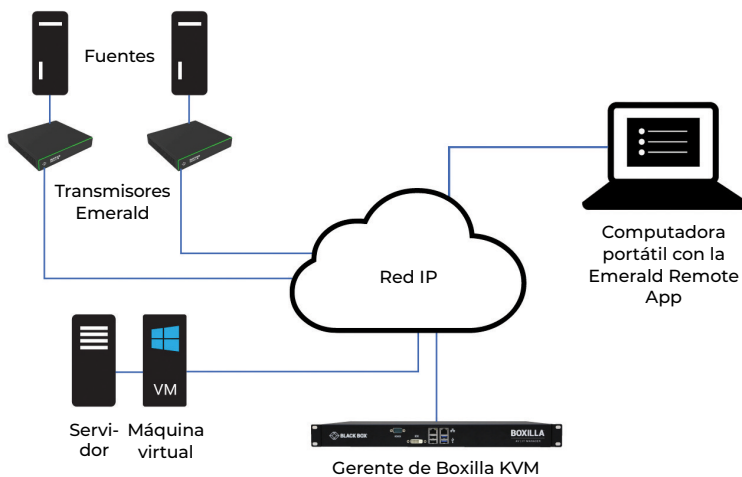 Fuentes
Transmisores
Emerald
Red IP
Computadora
portátil con la
Emerald Remote
App
VM
Servi-
dor
Máquina
virtual
BLACK BOX
BOXILLA
Gerente de Boxilla KVM